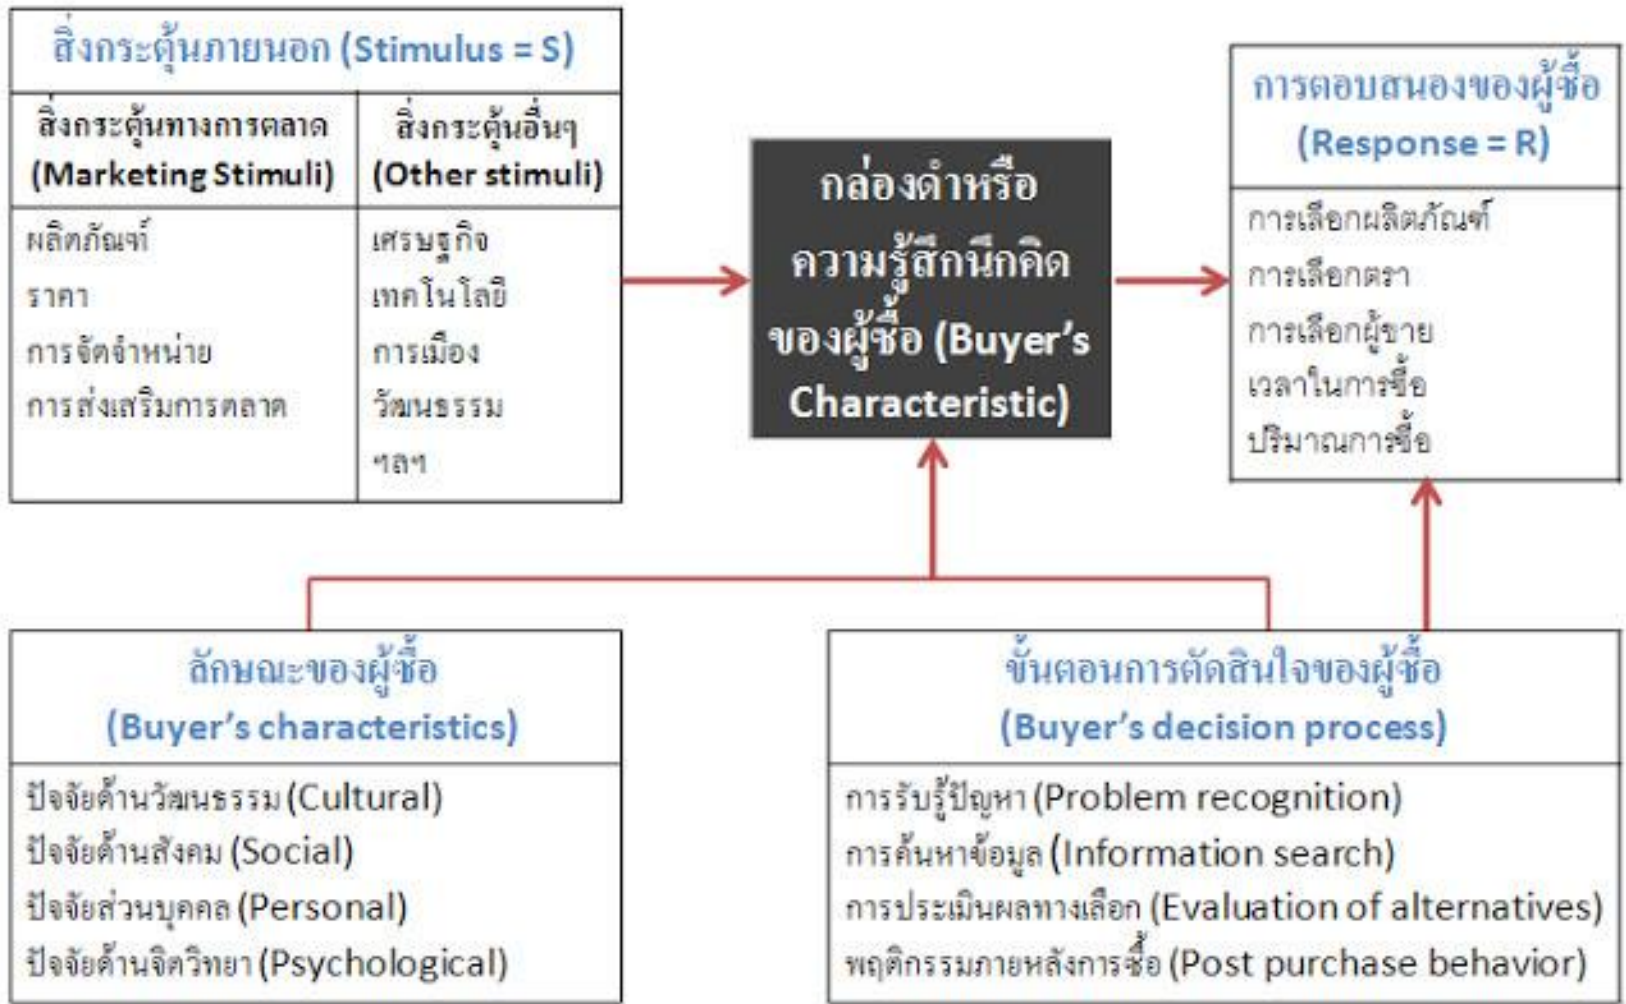 สิ่งกระตุ้นภายนอก (Stimulus = S)
สิ่งกระตุ้นทางการตลาด
(Marketing Stimuli)
ผลิตภัณฑ์
ราคา
การจัดจำหน่าย
การส่งเสริมการตลาด
สิ่งกระตุ้นอื่นๆ
(Other stimuli)
เศรษฐกิจ
เทคโนโลยี
การเมือง
วัฒนธรรม
ฯลฯ
กล่องดำหรือ
ความรู้สึกนึกคิด
ของผู้ซื้อ (Buyer's
Characteristic)
การตอบสนองของผู้ซื้อ
(Response = R)
การเลือกผลิตภัณฑ์
การเลือกตรา
การเลือกผู้ขาย
เวลาในการซื้อ
ปริมาณการซื้อ
ลักษณะของผู้ซื้อ
(Buyer's characteristics)
ปัจจัยด้านวัฒนธรรม (Cultural)
ปัจจัยด้านสังคม (Social)
ปัจจัยส่วนบุคคล (Personal)
ปัจจัยด้านจิตวิทยา (Psychological)
ขั้นตอนการตัดสินใจของผู้ซื้อ
(Buyer's decision process)
การรับรู้ปัญหา (Problem recognition)
การค้นหาข้อมูล (Information search)
การประเมินผลทางเลือก (Evaluation of alternatives)
พฤติกรรมภายหลังการซื้อ (Post purchase behavior)